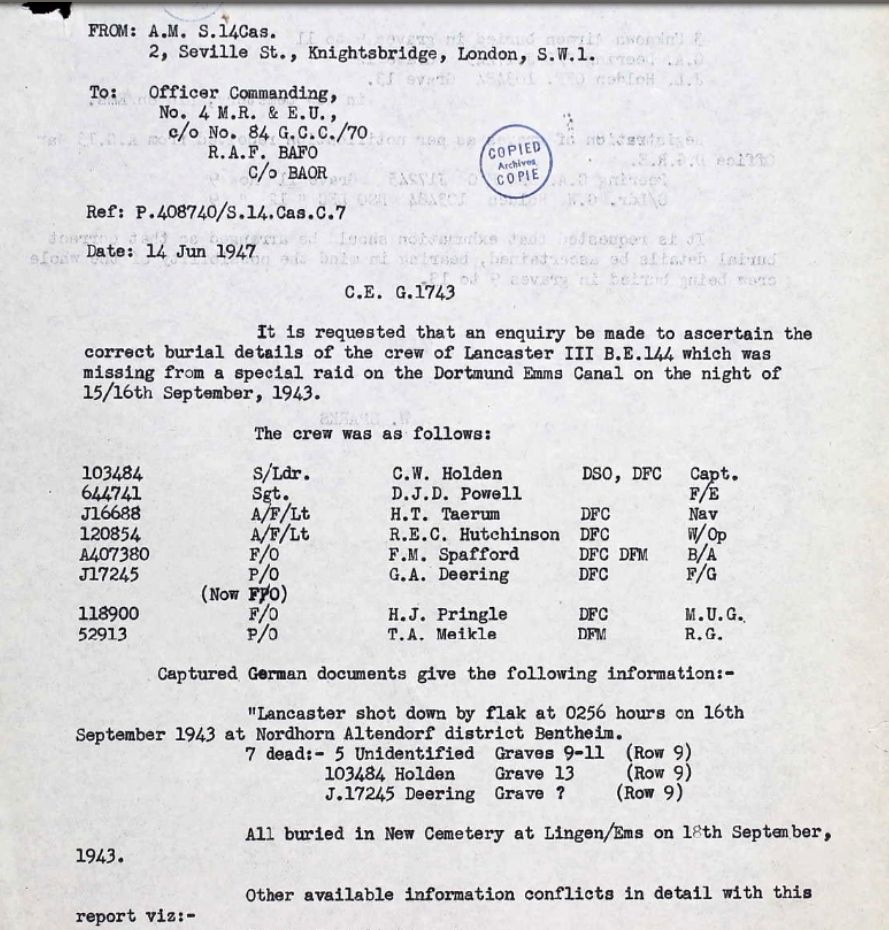 FROM: A.M. S.14Cas.
2, Seville St., Knightsbridge, London, S.W.1.
To: Officer Commanding,
No. 4 M.R. & E.U.,
c/o No. 84 G.C.C./70
R.A.F. BAFO
C/o BAOR
COPIED
Archives
COPIE
Ref: P.408740/S.14.Cas.C.7
Date: 14 Jun 1947
C.E. G.1743
It is requested that an enquiry be made to ascertain the
correct burial details of the crew of Lancaster III B.E.144 which was
missing from a special raid on the Dortmund Emms Canal on the night of
15/16th September, 1943.
The crew was as follows:
103484 S/Ldr. C.W. Holden DSO, DFC Capt.
644741 Sgt. D.J.D. Powell F/E
J16688 A/F/Lt H.T. Taerum DFC Nav
120854 A/F/Lt R.E.C. Hutchinson DFC W/Op
A407380 F/O F.M. Spafford DFC DFM B/A
J17245 P/O G.A. Deering DFC F/G
(Now F/O)
118900 F/O H.J. Pringle DFC M.U.G.
52913 P/O T.A. Meikle DFM R.G.
Captured German documents give the following information:-
"Lancaster shot down by flak at 0256 hours on 16th
September 1943 at Nordhorn Altendorf district Bentheim.
7 dead:- 5 Unidentified Graves 9-11 (Row 9)
103484 Holden Grave 13 (Row 9)
J.17245 Deering Grave ? (Row 9)
All buried in New Cemetery at Lingen/Ems on 18th September,
1943.
Other available information conflicts in detail with this
report viz:-